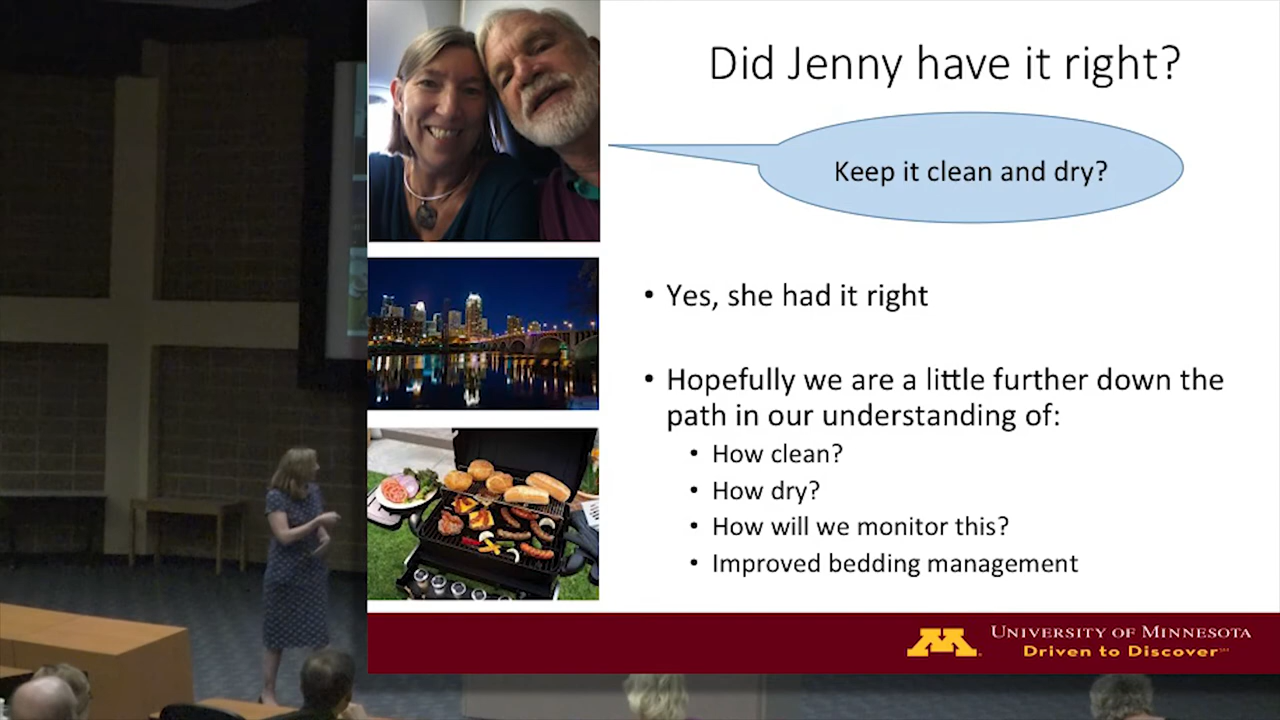 Did Jenny have it right?
Keep it clean and dry?
• Yes, she had it right
• Hopefully we are a little further down the
path in our understanding of:
• How clean?
• How dry?
• How will we monitor this?
• Improved bedding management
M
UNIVERSITY OF MINNESOTA
Driven to Discover